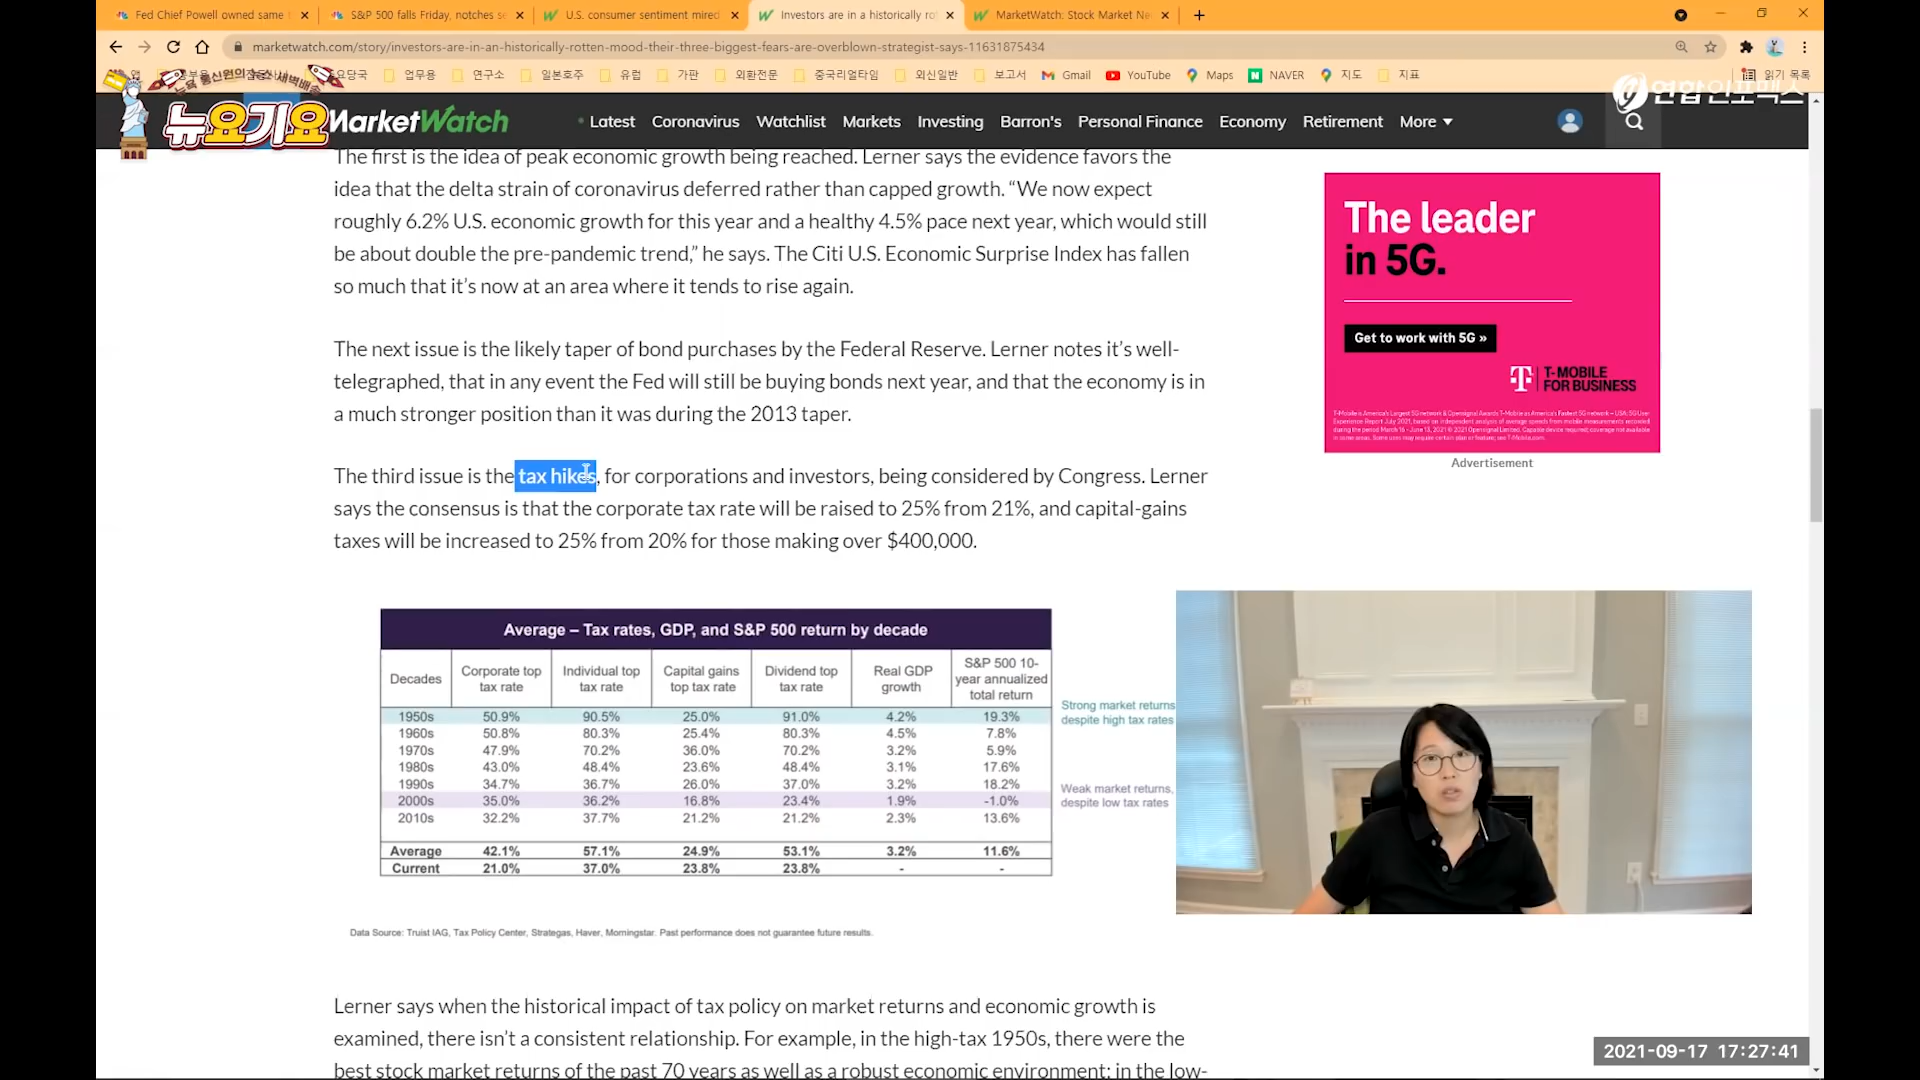 Fed Chief Powell owned same
S&P 500 falls Friday, notches se
U.S. consumer sentiment mired
Investors are in a historically ro
MarketWatch: Stock Market Ne
marketwatch.com/story/investors-are-in-an-historically-rotten-mood-their-three-biggest-fears-are-overblown-strategist-says-11631875434
업무용
연구소
일본호주
유럽
가판
외환전문
중국리얼타임
외신일반
보고서
Gmail
YouTube
Maps
NAVER
지도
지표
읽기 목록
뉴욕 통신원의 뉴스 새벽배송
뉴요기요
연합인포맥스
MarketWatch
Latest
Coronavirus
Watchlist
Markets
Investing
Barron's
Personal Finance
Economy
Retirement
More
The first is the idea of peak economic growth being reached. Lerner says the evidence favors the
idea that the delta strain of coronavirus deferred rather than capped growth. “We now expect
roughly 6.2% U.S. economic growth for this year and a healthy 4.5% pace next year, which would still
be about double the pre-pandemic trend,” he says. The Citi U.S. Economic Surprise Index has fallen
so much that it’s now at an area where it tends to rise again.
The next issue is the likely taper of bond purchases by the Federal Reserve. Lerner notes it’s well-
telegraphed, that in any event the Fed will still be buying bonds next year, and that the economy is in
a much stronger position than it was during the 2013 taper.
The third issue is the tax hikes, for corporations and investors, being considered by Congress. Lerner
says the consensus is that the corporate tax rate will be raised to 25% from 21%, and capital-gains
taxes will be increased to 25% from 20% for those making over $400,000.
The leader
in 5G.
Get to work with 5G »
T-MOBILE
FOR BUSINESS
Advertisement
Average – Tax rates, GDP, and S&P 500 return by decade
Decades Corporate top tax rate Individual top tax rate Capital gains top tax rate Dividend top tax rate Real GDP growth S&P 500 10-year annualized total return
1950s 50.9% 90.5% 25.0% 91.0% 4.2% 19.3%
1960s 50.8% 80.3% 25.4% 80.3% 4.5% 7.8%
1970s 47.9% 70.2% 36.0% 70.2% 3.2% 5.9%
1980s 43.0% 48.4% 23.6% 48.4% 3.1% 17.6%
1990s 34.7% 36.7% 26.0% 37.0% 3.2% 18.2%
2000s 35.0% 36.2% 16.8% 23.4% 1.9% -1.0%
2010s 32.2% 37.7% 21.2% 21.2% 2.3% 13.6%
Average 42.1% 57.1% 24.9% 53.1% 3.2% 11.6%
Current 21.0% 37.0% 23.8% 23.8% - -
Strong market returns
despite high tax rates
Weak market returns,
despite low tax rates
Data Source: Truist IAG, Tax Policy Center, Strategas, Haver, Morningstar. Past performance does not guarantee future results.
Lerner says when the historical impact of tax policy on market returns and economic growth is
examined, there isn’t a consistent relationship. For example, in the high-tax 1950s, there were the
best stock market returns of the past 70 years as well as a robust economic environment; in the low-
2021-09-17 17:27:41